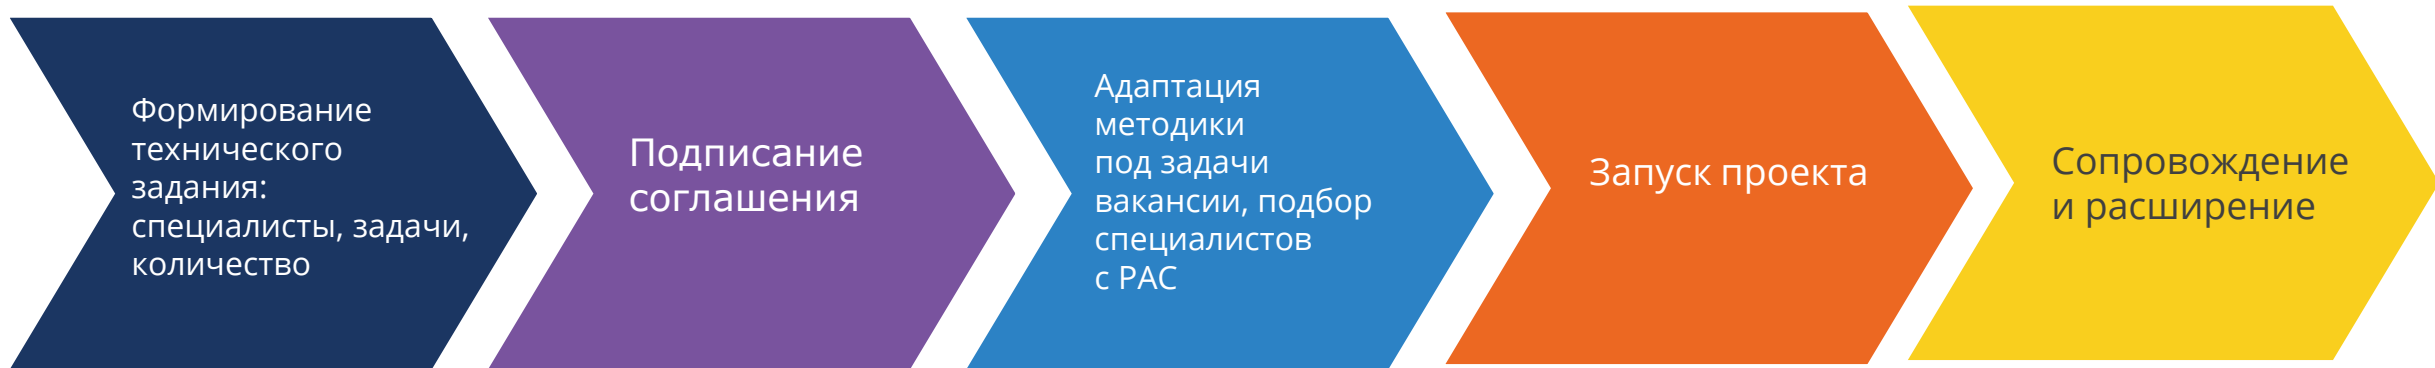 Формирование
технического
задания:
специалисты, задачи,
количество
Подписание
соглашения
Адаптация
методики
под задачи
вакансии, подбор
специалистов
с РАС
Запуск проекта
Сопровождение
и расширение